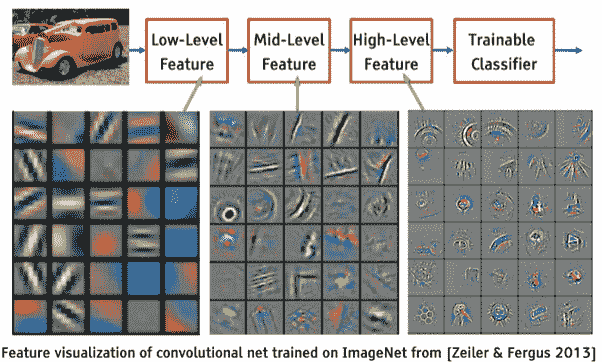 Low-Level
Feature
Mid-Level
Feature
High-Level
Feature
Trainable
Classifier
Feature visualization of convolutional net trained on ImageNet from [Zeiler & Fergus 2013]